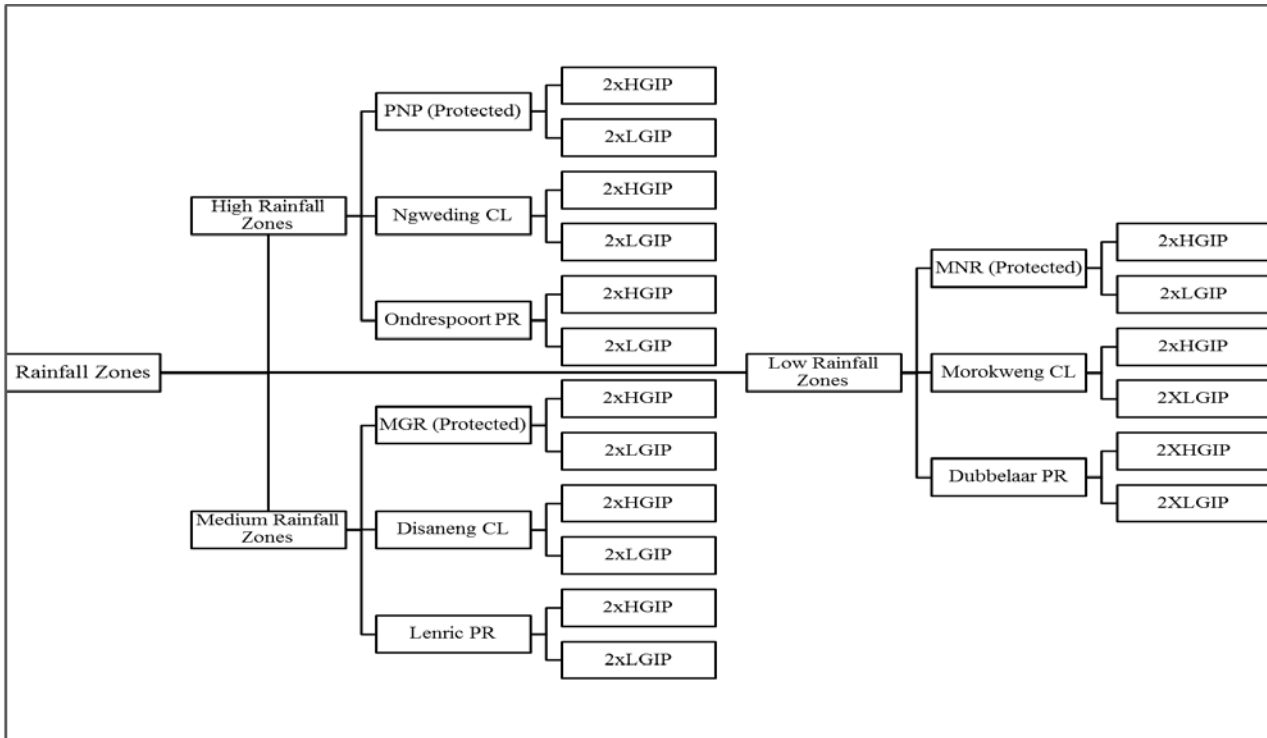 Rainfall Zones
High Rainfall
Zones
PNP (Protected)
2xHGIP
2xLGIP
Ngweding CL
2xHGIP
2xLGIP
Ondrespoort PR
2xHGIP
2xLGIP
Medium Rainfall
Zones
MGR (Protected)
2xHGIP
2xLGIP
Disaneng CL
2xHGIP
2xLGIP
Lenric PR
2xHGIP
2xLGIP
Low Rainfall
Zones
MNR (Protected)
2xHGIP
2xLGIP
Morokweng CL
2xHGIP
2XLGIP
Dubbelaar PR
2XHGIP
2XLGIP